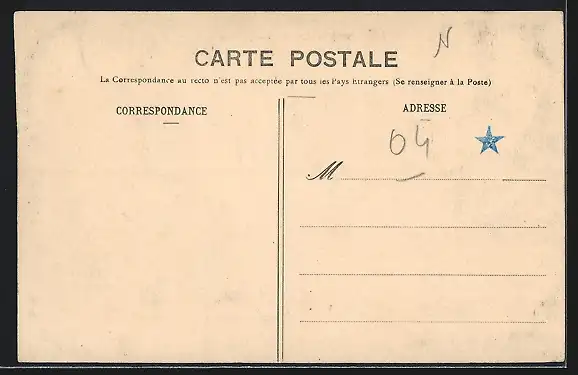 N
CARTE POSTALE
La Correspondance au recto n'est pas acceptée par tous les Pays Etrangers (Se renseigner à la Poste)
CORRESPONDANCE
ADRESSE
04
M